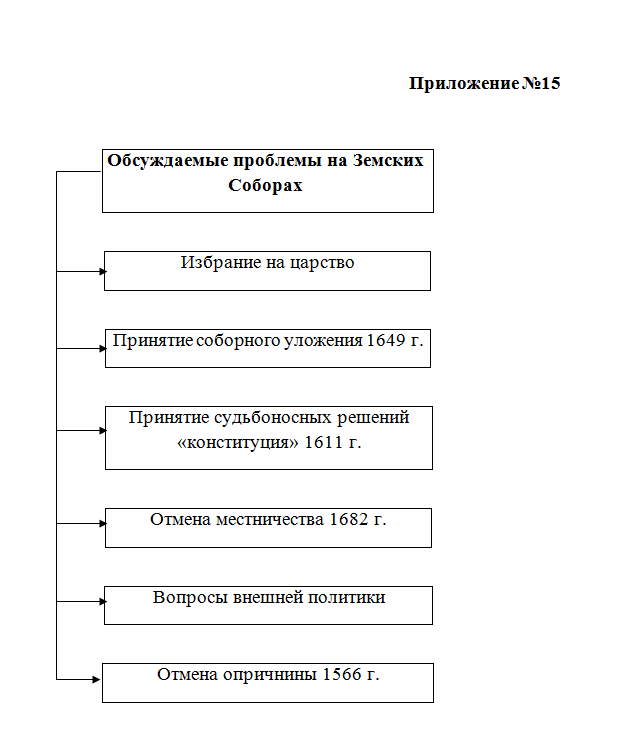 Приложение №15
Обсуждаемые проблемы на Земских
Соборах
Избрание на царство
Принятие соборного уложения 1649 г.
Принятие судьбоносных решений
«конституция» 1611 г.
Отмена местничества 1682 г.
Вопросы внешней политики
Отмена опричнины 1566 г.